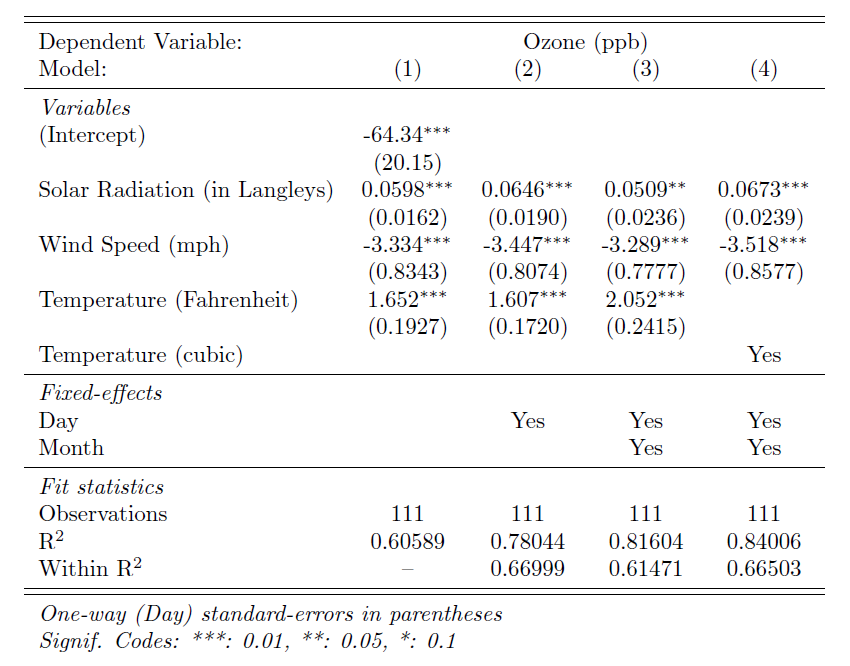 Dependent Variable: Ozone (ppb)
Model: (1) (2) (3) (4)
Variables
(Intercept) -64.34***
(20.15)
Solar Radiation (in Langleys) 0.0598*** 0.0646*** 0.0509** 0.0673***
(0.0162) (0.0190) (0.0236) (0.0239)
Wind Speed (mph) -3.334*** -3.447*** -3.289*** -3.518***
(0.8343) (0.8074) (0.7777) (0.8577)
Temperature (Fahrenheit) 1.652*** 1.607*** 2.052***
(0.1927) (0.1720) (0.2415)
Temperature (cubic) Yes
Fixed-effects
Day Yes Yes Yes
Month Yes Yes
Fit statistics
Observations 111 111 111 111
R² 0.60589 0.78044 0.81604 0.84006
Within R² – 0.66999 0.61471 0.66503
One-way (Day) standard-errors in parentheses
Signif. Codes: ***: 0.01, **: 0.05, *: 0.1